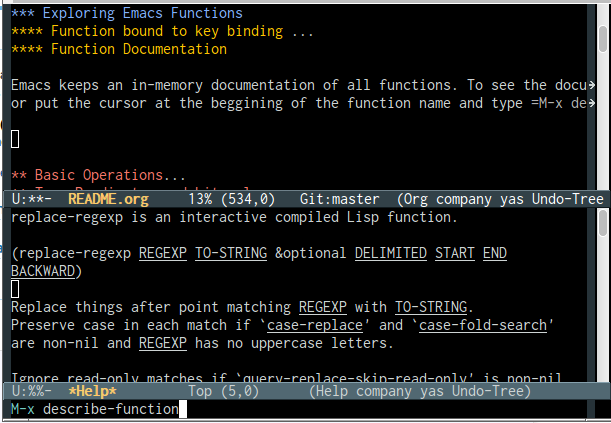 *** Exploring Emacs Functions
**** Function bound to key binding ...
**** Function Documentation
Emacs keeps an in-memory documentation of all functions. To see the docu
or put the cursor at the beggining of the function name and type =M-x de
** Basic Operations...
U:**-  README.org     13% (534,0)   Git:master  (Org company yas Undo-Tree
replace-regexp is an interactive compiled Lisp function.
(replace-regexp REGEXP TO-STRING &optional DELIMITED START END
BACKWARD)
Replace things after point matching REGEXP with TO-STRING.
Preserve case in each match if `case-replace' and `case-fold-search'
are non-nil and REGEXP has no uppercase letters.
Ignore read-only matches if `query-replace-skip-read-only' is non-nil
U:%%-  *Help*        Top (5,0)      (Help company yas Undo-Tree)
M-x describe-function